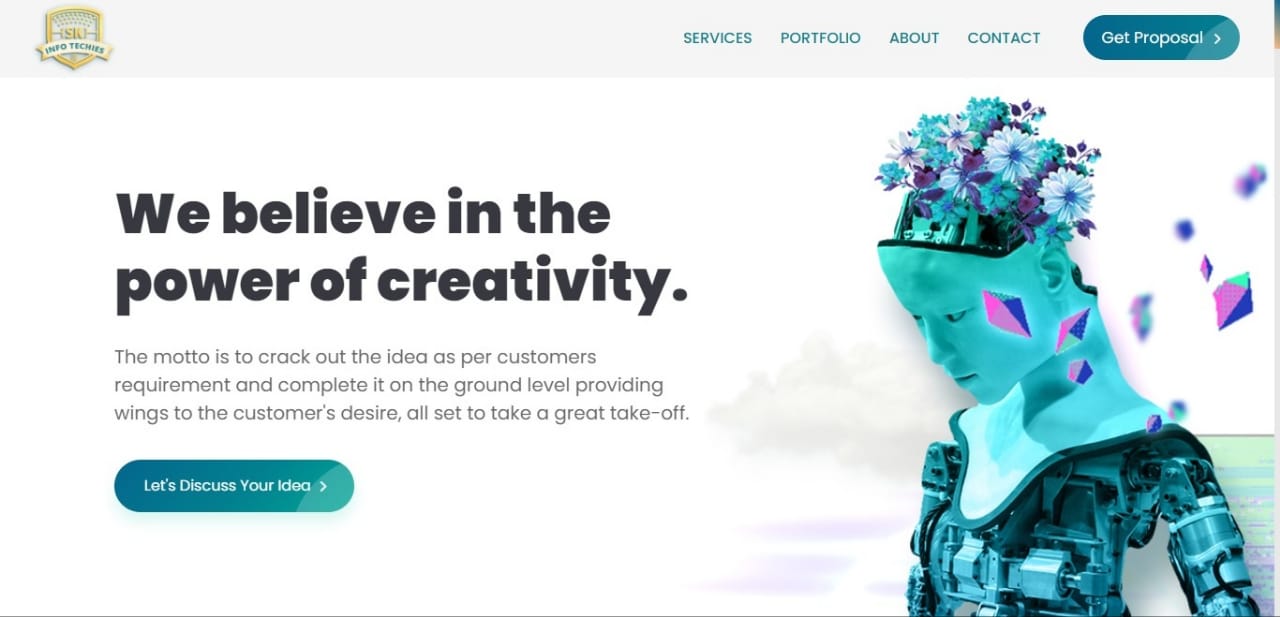 SKI
INFO TECHIES
SERVICES PORTFOLIO ABOUT CONTACT Get Proposal
We believe in the
power of creativity.
The motto is to crack out the idea as per customers
requirement and complete it on the ground level providing
wings to the customer's desire, all set to take a great take-off.
Let's Discuss Your Idea